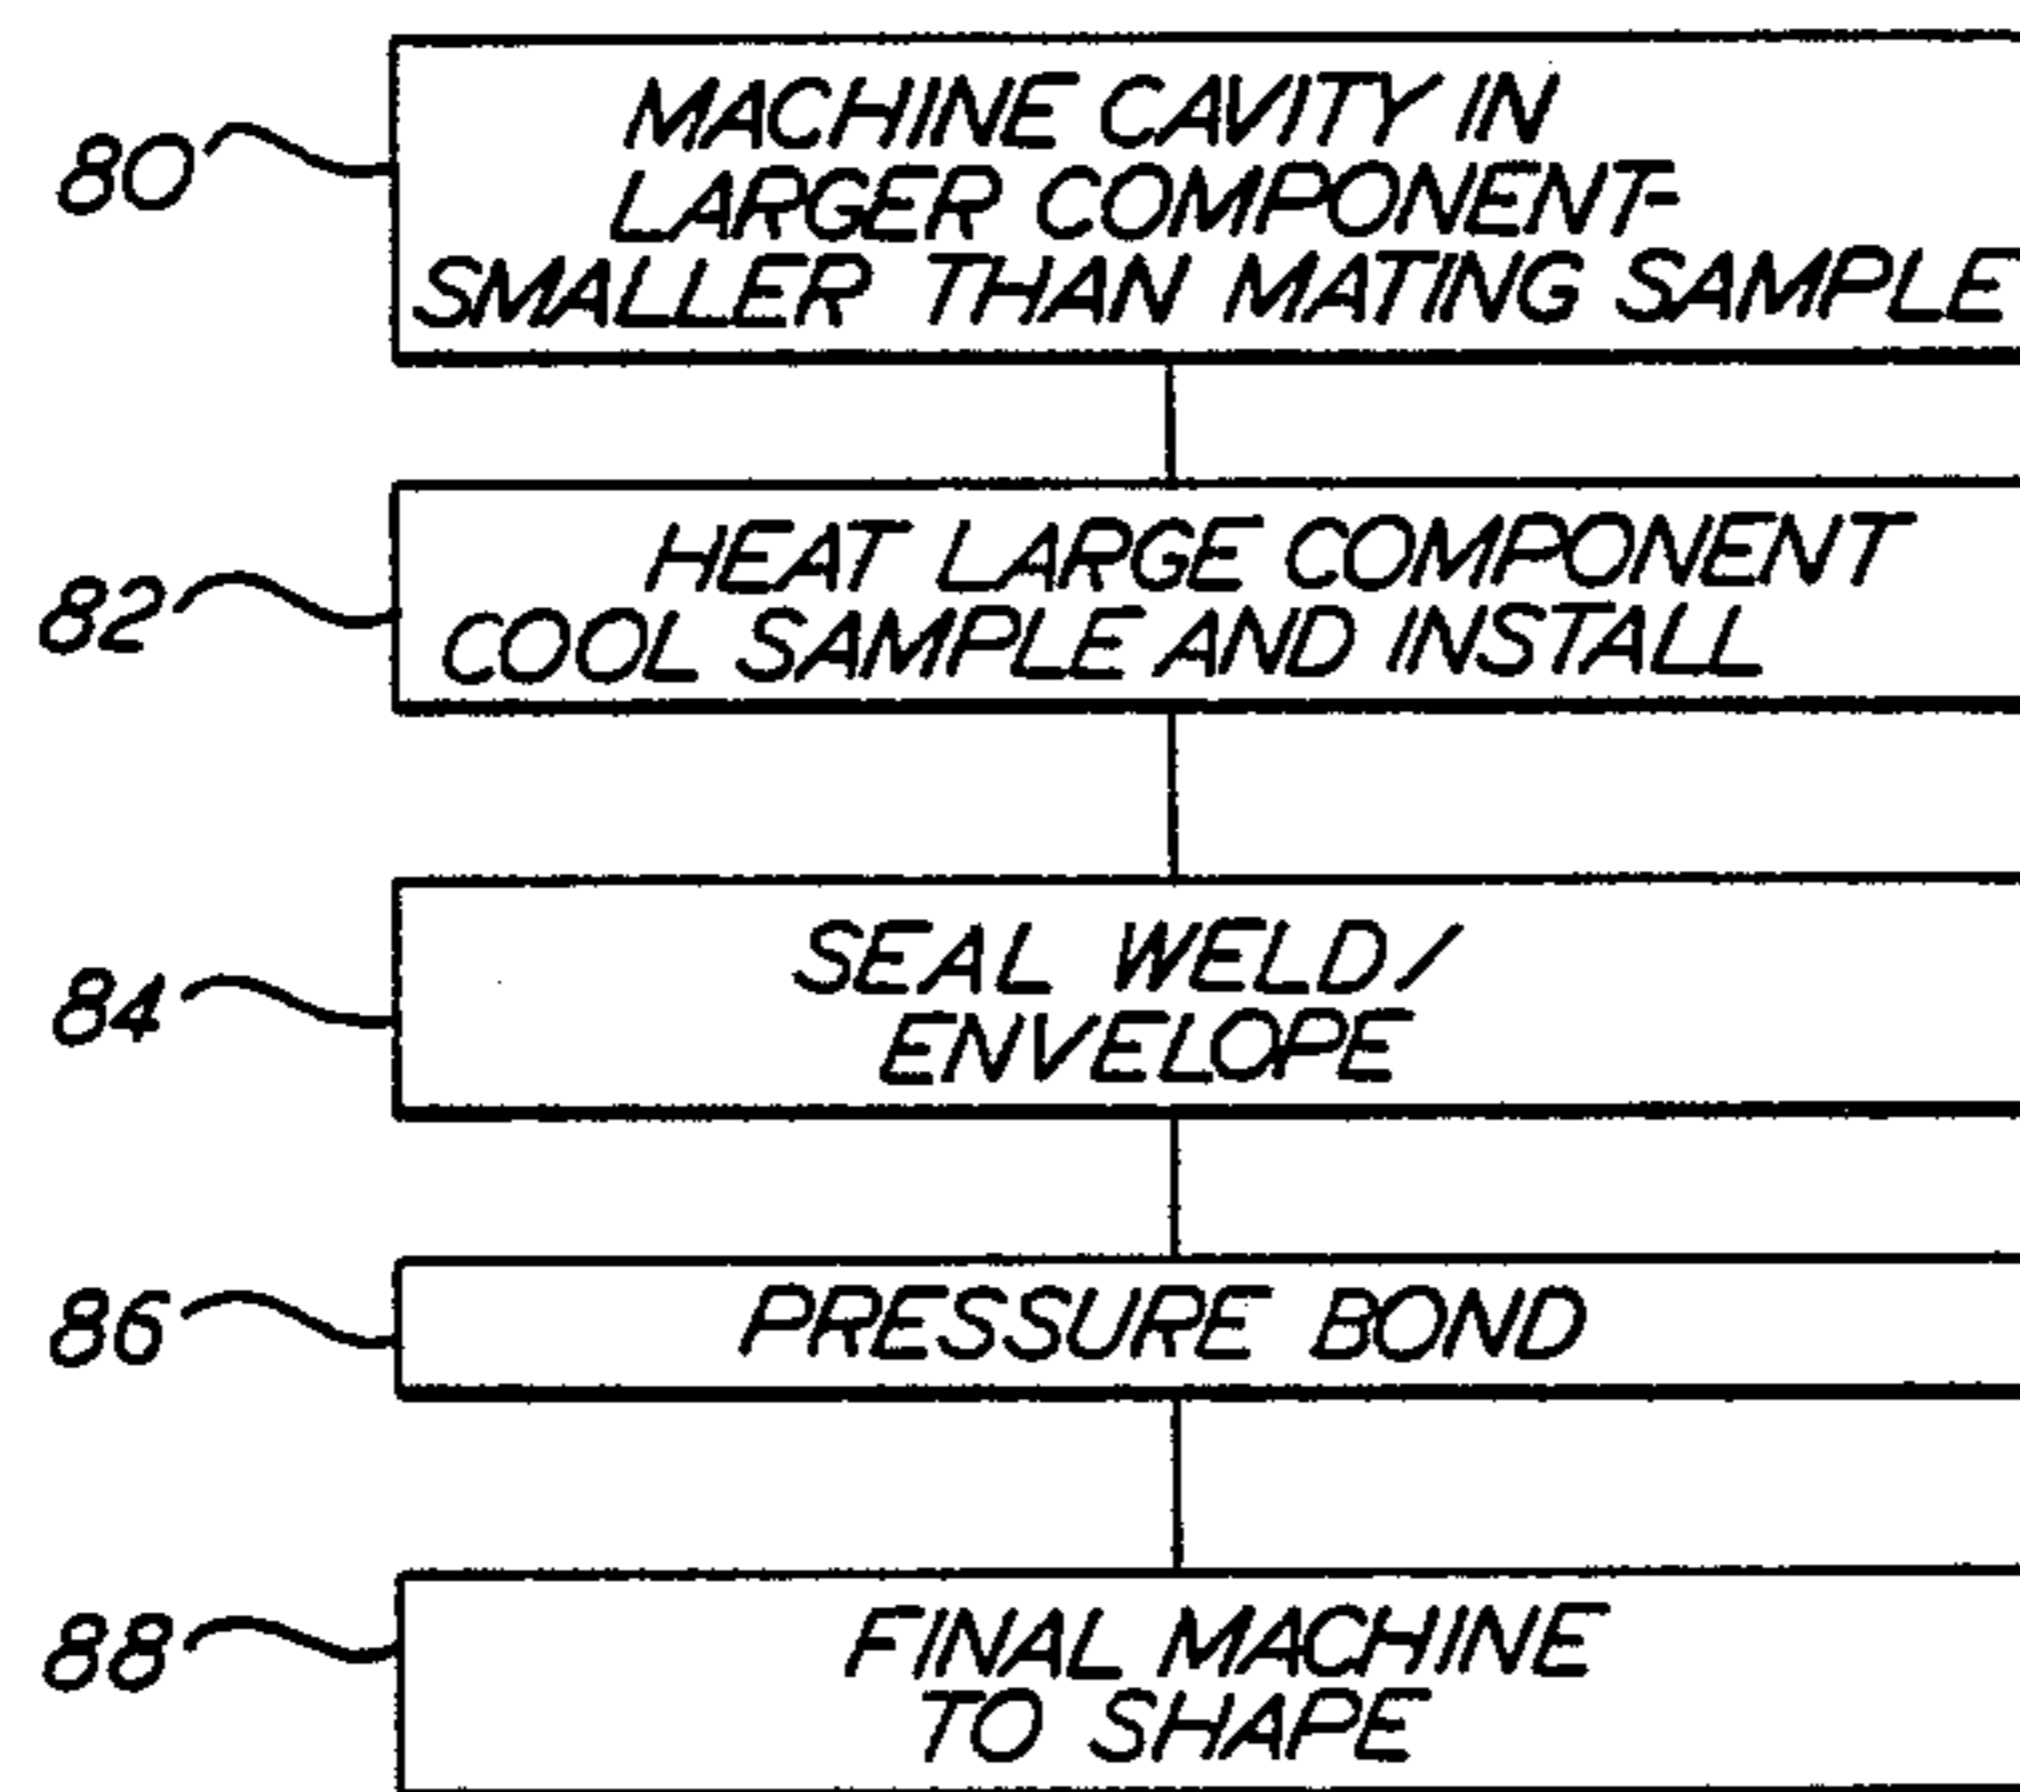 80
MACHINE CAVITY IN
LARGER COMPONENT-
SMALLER THAN MATING SAMPLE
82
HEAT LARGE COMPONENT
COOL SAMPLE AND INSTALL
84
SEAL WELD/
ENVELOPE
86
PRESSURE BOND
88
FINAL MACHINE
TO SHAPE